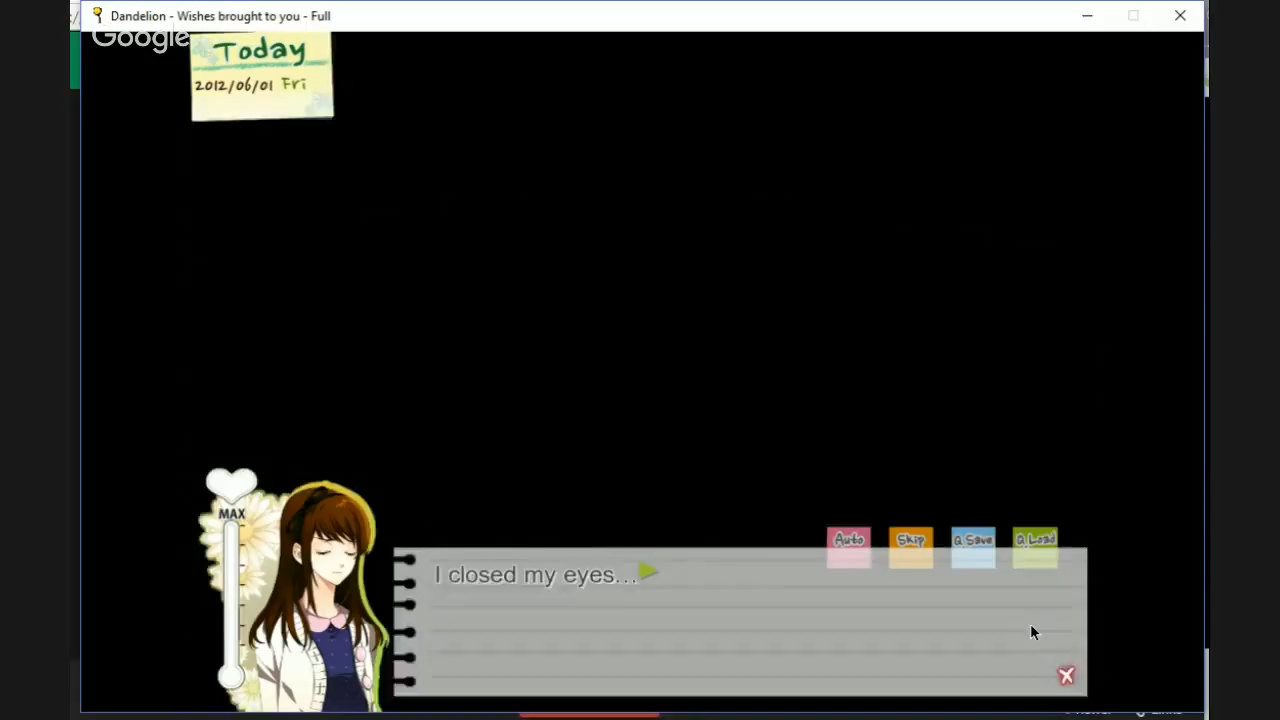 Dandelion - Wishes brought to you - Full
Google
Today
2012/06/01 Fri
MAX
Auto
Skip
Q.Save
Q.Load
I closed my eyes...